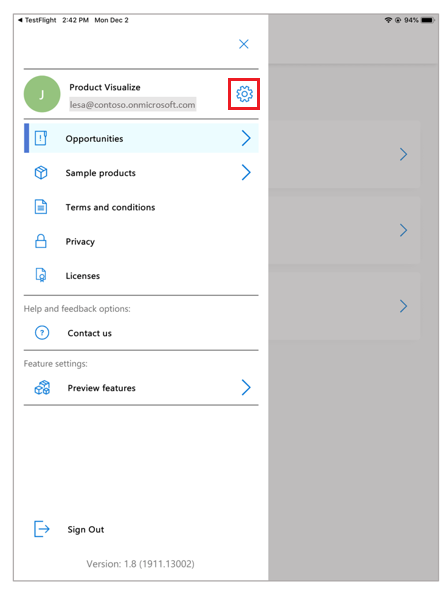 ◀ TestFlight 2:42 PM Mon Dec 2 94%
Product Visualize
J
lesa@contoso.onmicrosoft.com
Opportunities
Sample products
Terms and conditions
Privacy
Licenses
Help and feedback options:
Contact us
Feature settings:
Preview features
Sign Out
Version: 1.8 (1911.13002)